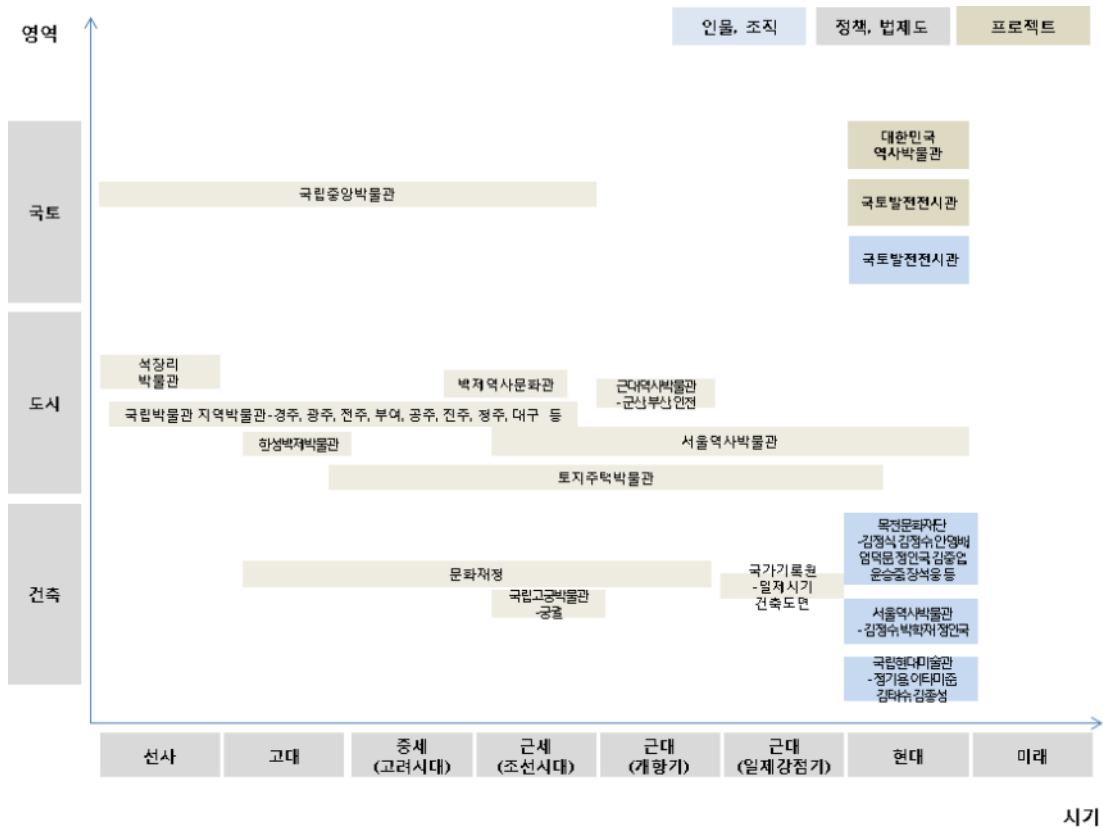 영역
인물, 조직
정책, 법제도
프로젝트
국토
대한민국
역사박물관
국립중앙박물관
국토발전전시관
국토발전전시관
도시
석장리
박물관
백제역사문화관
근대역사박물관
- 군산부산인천
국립박물관 지역박물관-경주, 광주, 전주, 부여, 공주, 진주, 청주, 대구 등
한성백제박물관
서울역사박물관
토지주택박물관
건축
목천문화재단
-김정식,김정수,안영배,
엄덕문,정인국,김중업,
윤승중,장석웅 등
문화재청
국가기록원
-일제시기
건축도면
국립고궁박물관
-궁궐
서울역사박물관
- 김정수,박학재,정인국
국립현대미술관
- 정기용,이타미준,
김태수,김종성
선사
고대
중세
(고려시대)
근세
(조선시대)
근대
(개항기)
근대
(일제강점기)
현대
미래
시기